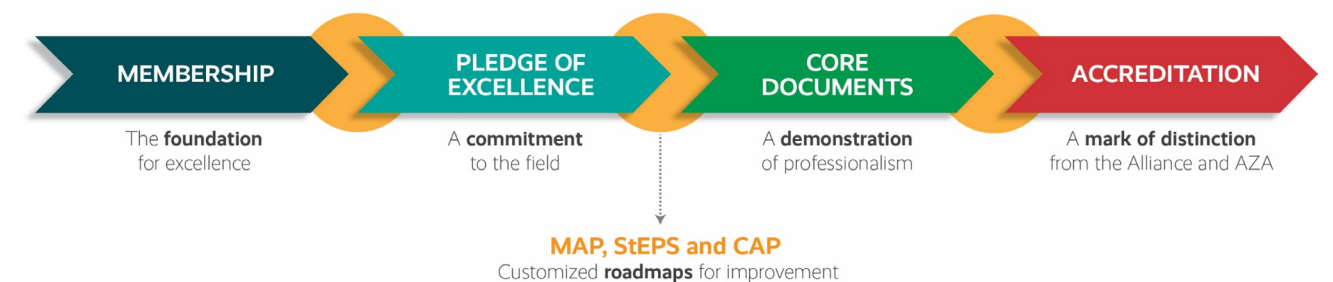 MEMBERSHIP
The foundation
for excellence
PLEDGE OF
EXCELLENCE
A commitment
to the field
CORE
DOCUMENTS
A demonstration
of professionalism
ACCREDITATION
A mark of distinction
from the Alliance and AZA
MAP, StEPS and CAP
Customized roadmaps for improvement